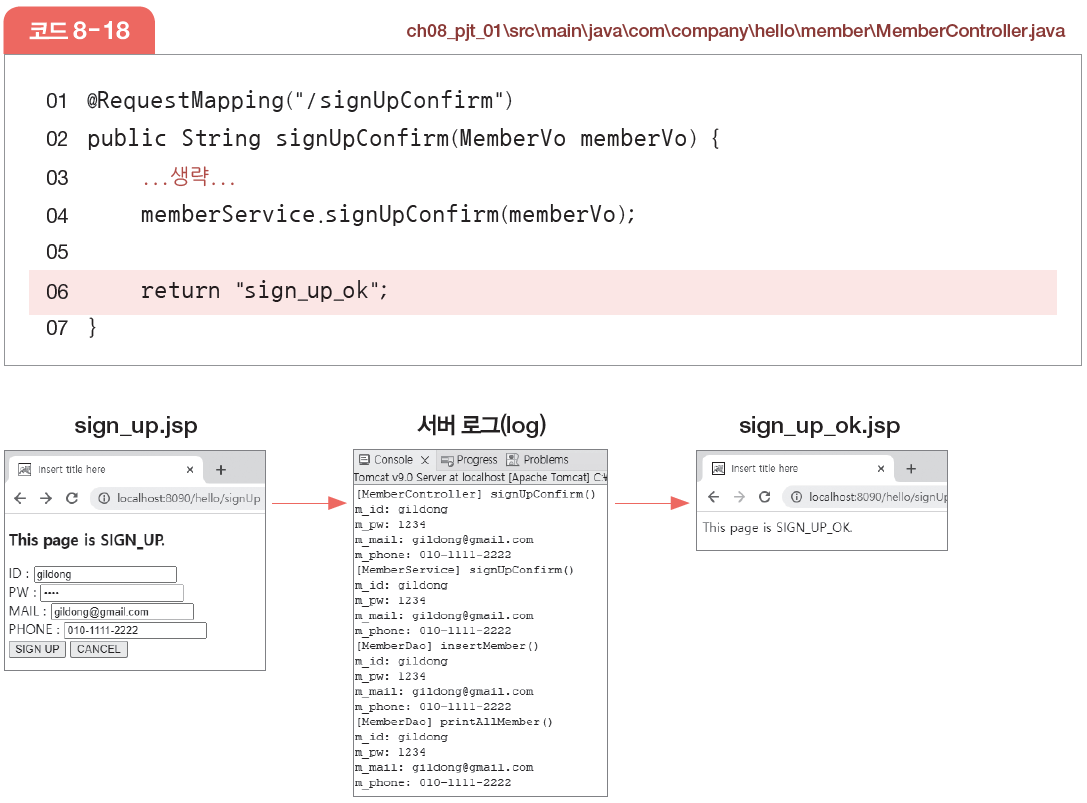 코드 8-18
ch08_pjt_01\src\main\java\com\company\hello\member\MemberController.java
01 @RequestMapping("/signUpConfirm")
02 public String signUpConfirm(MemberVo memberVo) {
03 ...생략...
04 memberService.signUpConfirm(memberVo);
05
06 return "sign_up_ok";
07 }
sign_up.jsp
Insert title here × +
localhost:8090/hello/signUp
This page is SIGN_UP.
ID : gildong
PW : ••••
MAIL : gildong@gmail.com
PHONE : 010-1111-2222
SIGN UP CANCEL
서버 로그(log)
Console × Progress Problems
Tomcat v9.0 Server at localhost [Apache Tomcat] C:\
[MemberController] signUpConfirm()
m_id: gildong
m_pw: 1234
m_mail: gildong@gmail.com
m_phone: 010-1111-2222
[MemberService] signUpConfirm()
m_id: gildong
m_pw: 1234
m_mail: gildong@gmail.com
m_phone: 010-1111-2222
[MemberDao] insertMember()
m_id: gildong
m_pw: 1234
m_mail: gildong@gmail.com
m_phone: 010-1111-2222
[MemberDao] printAllMember()
m_id: gildong
m_pw: 1234
m_mail: gildong@gmail.com
m_phone: 010-1111-2222
sign_up_ok.jsp
Insert title here × +
localhost:8090/hello/signUp
This page is SIGN_UP_OK.